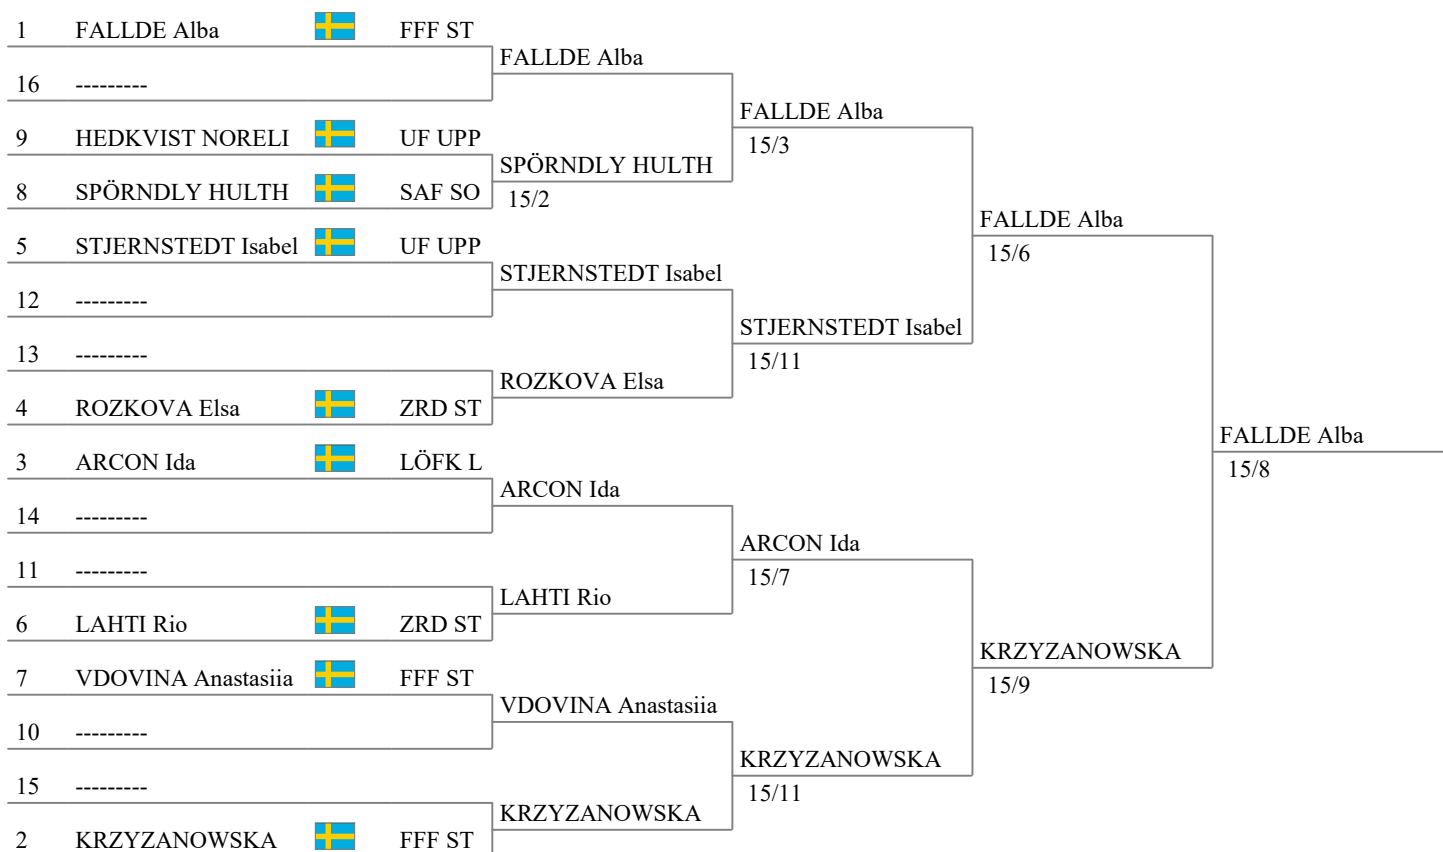 1 FALLDE Alba FFF ST
16 ---------
9 HEDKVIST NORELI UF UPP
8 SPÖRNDLY HULTH SAF SO
5 STJERNSTEDT Isabel UF UPP
12 ---------
13 ---------
4 ROZKOVA Elsa ZRD ST
3 ARCON Ida LÖFK L
14 ---------
11 ---------
6 LAHTI Rio ZRD ST
7 VDOVINA Anastasiia FFF ST
10 ---------
15 ---------
2 KRZYZANOWSKA FFF ST
FALLDE Alba
SPÖRNDLY HULTH
15/2
STJERNSTEDT Isabel
ROZKOVA Elsa
ARCON Ida
LAHTI Rio
VDOVINA Anastasiia
KRZYZANOWSKA
FALLDE Alba
15/3
STJERNSTEDT Isabel
15/11
ARCON Ida
15/7
KRZYZANOWSKA
15/11
FALLDE Alba
15/6
KRZYZANOWSKA
15/9
FALLDE Alba
15/8